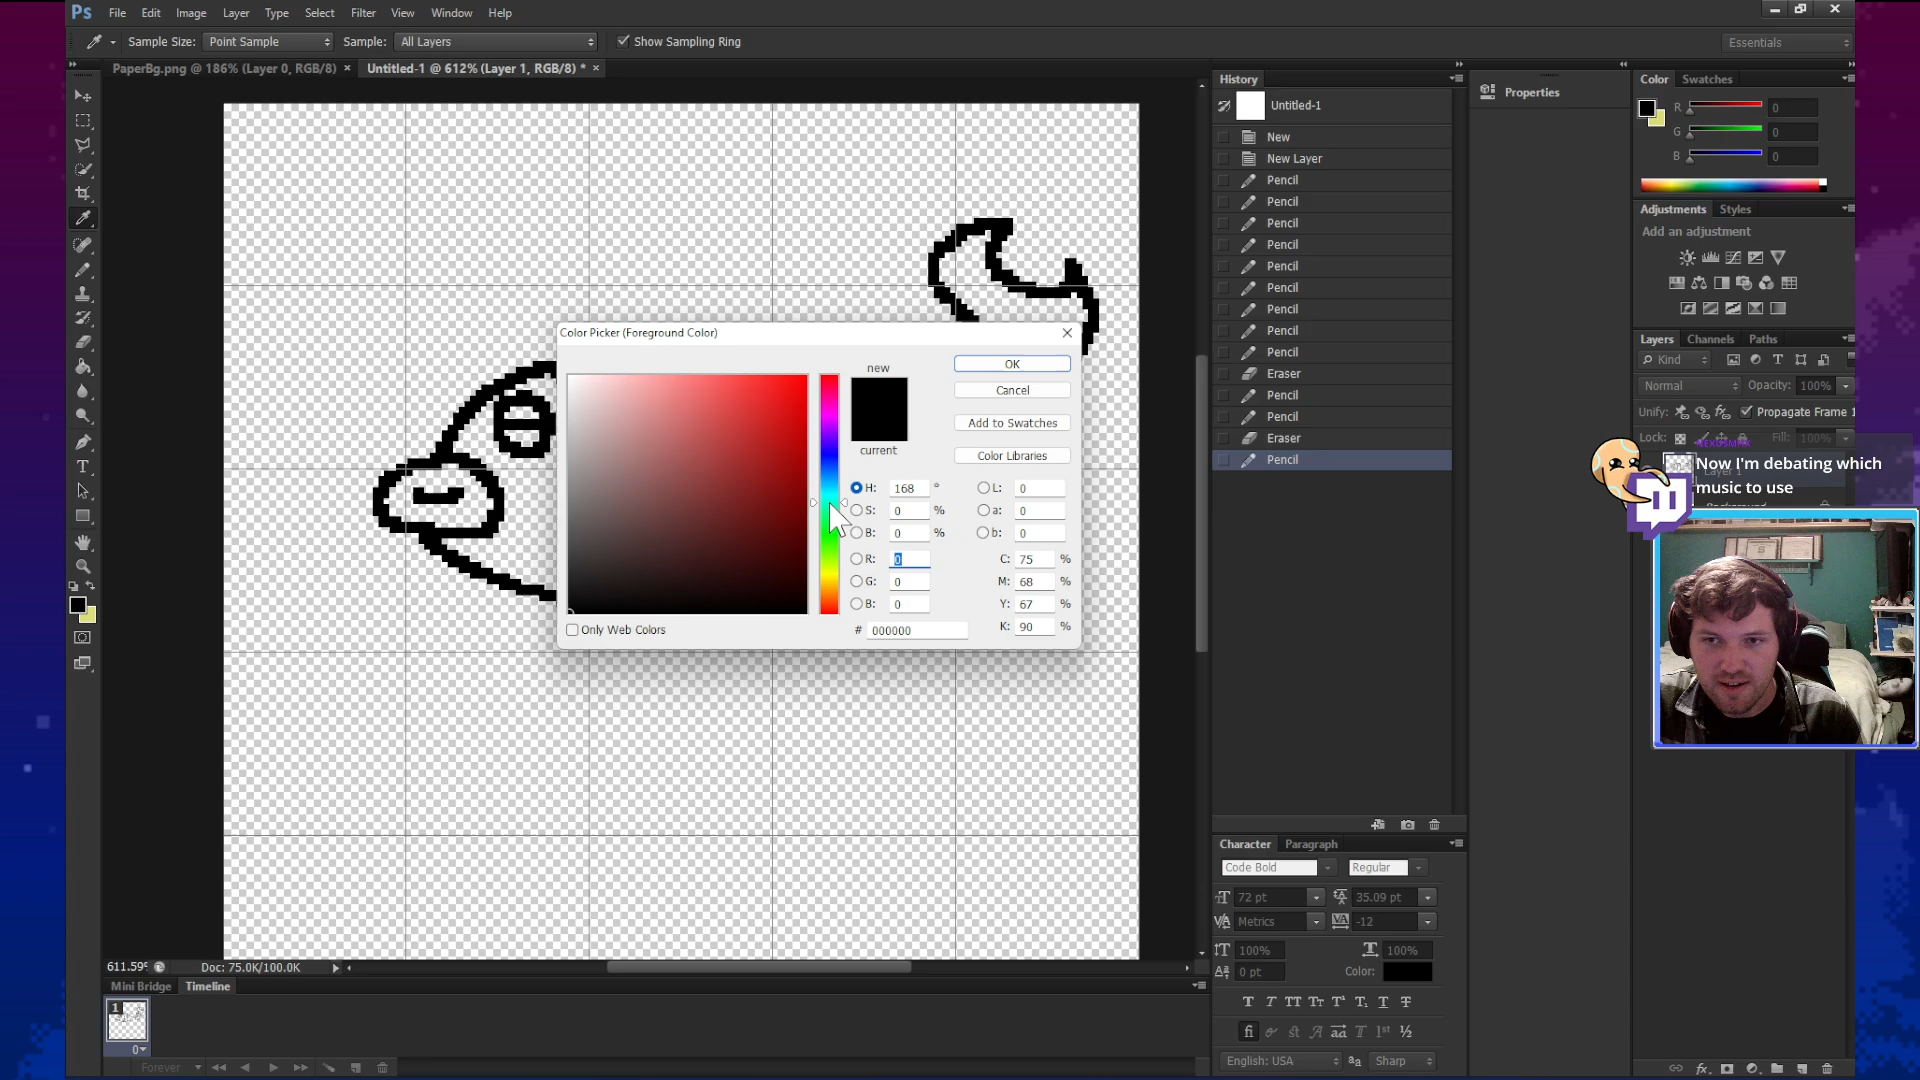 Ps File Edit Image Layer Type Select Filter View Window Help
Sample Size: Point Sample Sample: All Layers Show Sampling Ring Essentials
PaperBg.png @ 186% (Layer 0, RGB/8) × Untitled-1 @ 612% (Layer 1, RGB/8) * ×
History
Untitled-1
New
New Layer
Pencil
Pencil
Pencil
Pencil
Pencil
Pencil
Pencil
Pencil
Pencil
Eraser
Pencil
Pencil
Eraser
Pencil
Properties
Color Swatches
R 0
G 0
B 0
Adjustments Styles
Add an adjustment
Layers Channels Paths
Kind
Normal Opacity: 100%
Unify: Propagate Frame 1
Lock: Fill: 100%
NEXUSMNK
Now I'm debating which
music to use
Color Picker (Foreground Color)
new
current
OK
Cancel
Add to Swatches
Color Libraries
H: 168 °
S: 0 %
B: 0 %
R: 0
G: 0
B: 0
# 000000
L: 0
a: 0
b: 0
C: 75 %
M: 68 %
Y: 67 %
K: 90 %
Only Web Colors
Character Paragraph
Code Bold Regular
72 pt 35.09 pt
Metrics -12
100% 100%
0 pt Color:
English: USA aa Sharp
611.59% Doc: 75.0K/100.0K
Mini Bridge Timeline
1
0
Forever